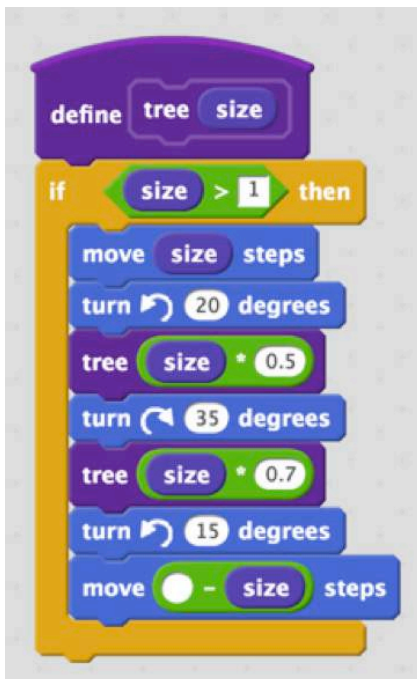 define tree size
if size > 1 then
move size steps
turn 20 degrees
tree size * 0.5
turn 35 degrees
tree size * 0.7
turn 15 degrees
move - size steps